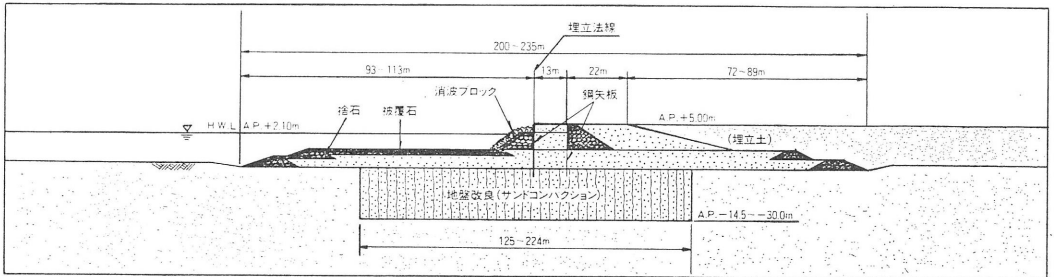 埋立法線
200~235m
93~113m
13m
22m
72~89m
消波ブロック
鋼矢板
捨石
被覆石
H.W.L A.P.+2.10m
A.P.+5.00m
(埋立土)
地盤改良(サンドコンパクション)
A.P.-14.5~-30.0m
125~224m